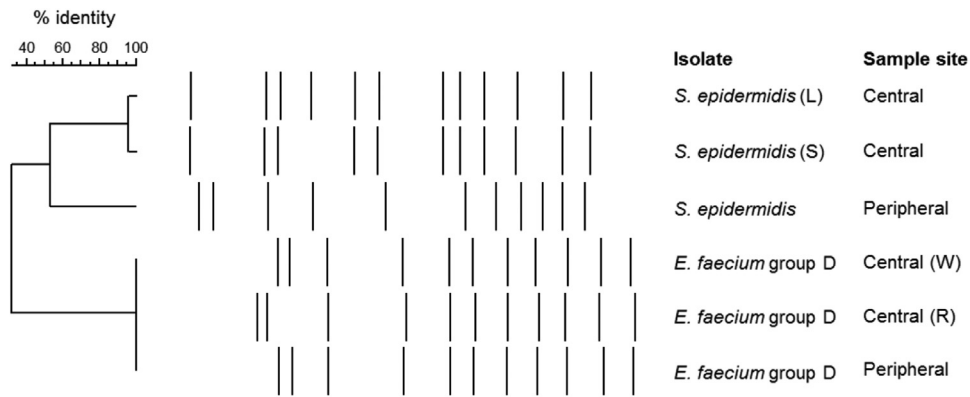 % identity
40 60 80 100
Isolate Sample site
S. epidermidis (L) Central
S. epidermidis (S) Central
S. epidermidis Peripheral
E. faecium group D Central (W)
E. faecium group D Central (R)
E. faecium group D Peripheral